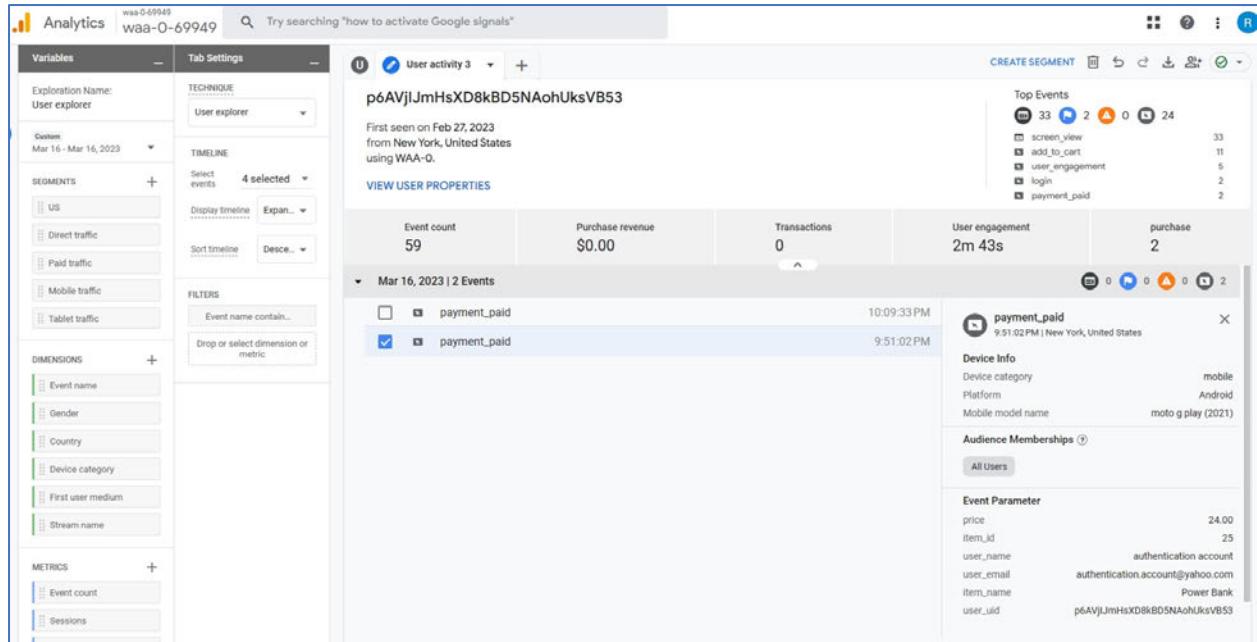 Analytics
waa-0-69949
waa-0-69949
Try searching "how to activate Google signals"
R
Variables
Exploration Name:
User explorer
Custom
Mar 16 - Mar 16, 2023
SEGMENTS
US
Direct traffic
Paid traffic
Mobile traffic
Tablet traffic
DIMENSIONS
Event name
Gender
Country
Device category
First user medium
Stream name
METRICS
Event count
Sessions
Tab Settings
TECHNIQUE
User explorer
TIMELINE
Select events 4 selected
Display timeline Expan...
Sort timeline Desce...
FILTERS
Event name contain...
Drop or select dimension or
metric
U
User activity 3
CREATE SEGMENT
p6AVjIJmHsXD8kBD5NAohUksVB53
First seen on Feb 27, 2023
from New York, United States
using WAA-0.
VIEW USER PROPERTIES
Top Events
33 2 0 24
screen_view 33
add_to_cart 11
user_engagement 5
login 2
payment_paid 2
Event count Purchase revenue Transactions User engagement purchase
59 $0.00 0 2m 43s 2
Mar 16, 2023 | 2 Events 0 0 0 2
payment_paid 10:09:33 PM
payment_paid 9:51:02 PM
payment_paid
9:51:02 PM | New York, United States
Device Info
Device category mobile
Platform Android
Mobile model name moto g play (2021)
Audience Memberships
All Users
Event Parameter
price 24.00
item_id 25
user_name authentication account
user_email authentication.account@yahoo.com
item_name Power Bank
user_uid p6AVjIJmHsXD8kBD5NAohUksVB53